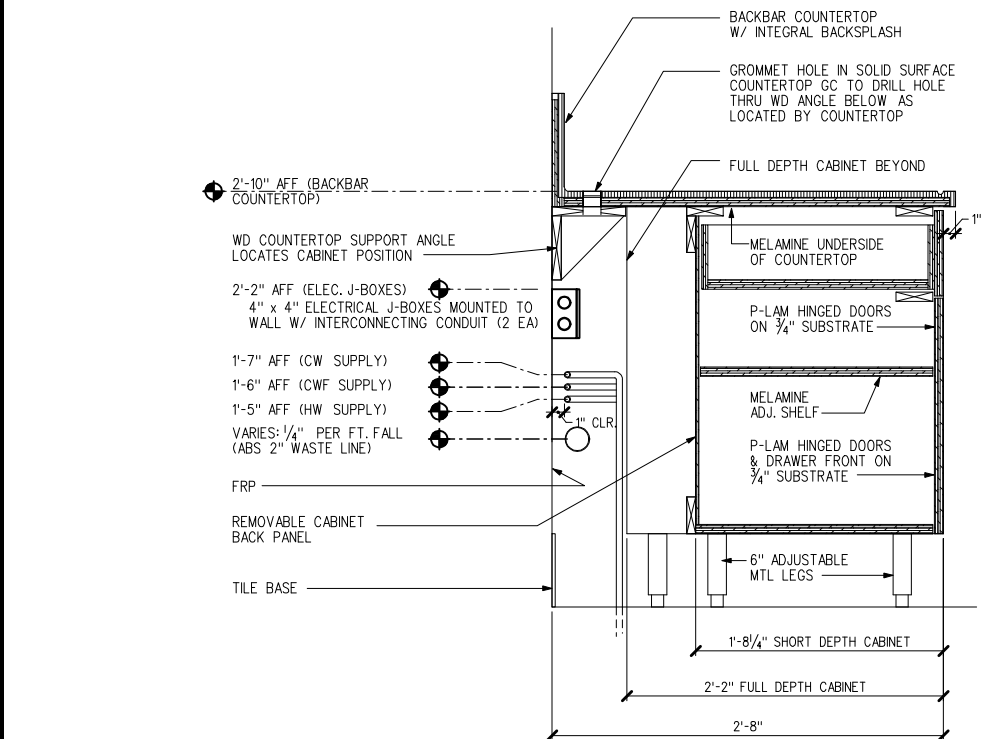 BACKBAR COUNTERTOP
W/ INTEGRAL BACKSPLASH
GROMMET HOLE IN SOLID SURFACE
COUNTERTOP GC TO DRILL HOLE
THRU WD ANGLE BELOW AS
LOCATED BY COUNTERTOP
FULL DEPTH CABINET BEYOND
2'-10" AFF (BACKBAR
COUNTERTOP)
1"
WD COUNTERTOP SUPPORT ANGLE
LOCATES CABINET POSITION
MELAMINE UNDERSIDE
OF COUNTERTOP
2'-2" AFF (ELEC. J-BOXES)
4" x 4" ELECTRICAL J-BOXES MOUNTED TO
WALL W/ INTERCONNECTING CONDUIT (2 EA)
P-LAM HINGED DOORS
ON 3/4" SUBSTRATE
1'-7" AFF (CW SUPPLY)
1'-6" AFF (CWF SUPPLY)
1'-5" AFF (HW SUPPLY)
MELAMINE
ADJ. SHELF
1" CLR.
VARIES: 1/4" PER FT. FALL
(ABS 2" WASTE LINE)
P-LAM HINGED DOORS
& DRAWER FRONT ON
3/4" SUBSTRATE
FRP
REMOVABLE CABINET
BACK PANEL
6" ADJUSTABLE
MTL LEGS
TILE BASE
1'-8 1/4" SHORT DEPTH CABINET
2'-2" FULL DEPTH CABINET
2'-8"